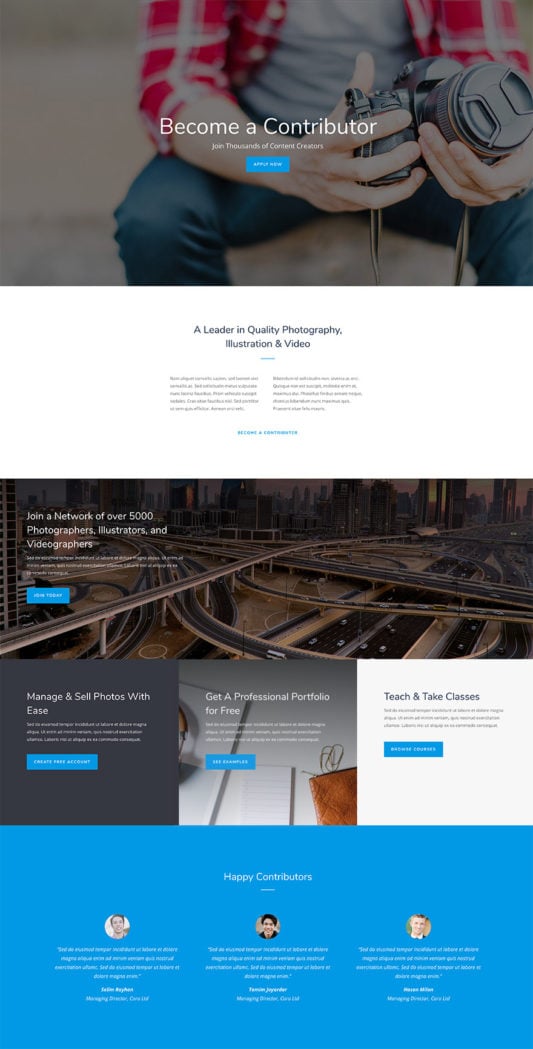 Become a Contributor
Join Thousands of Content Creators
APPLY NOW
A Leader in Quality Photography,
Illustration & Video
Nam aliquet convallis sapien, sed laoreet nisi
convallis at. Sed sollicitudin metus vulputate
nunc lacinia faucibus. Proin vehicula suscipit
sodales. Cras vitae faucibus nisl. Sed porttitor
ut sem quis efficitur. Aenean orci velit,
Bibendum id sollicitudin non, scelerisque orci.
Quisque nisi est suscipit, molestie enim et,
maximus dui. Phasellus finibus ornare neque,
rhoncus bibendum nunc maximus quis.
Praesent vitae felis mauris.
BECOME A CONTRIBUTOR
Join a Network of over 5000
Photographers, Illustrators, and
Videographers
Sed do eiusmod tempor incididunt ut labore et dolore magna aliqua. Ut enim ad
minim veniam, quis nostrud exercitation ullamco. Laboris nisi ut aliquip ex ea
commodo consequat.
JOIN TODAY
Manage & Sell Photos With
Ease
Sed do eiusmod tempor incididunt ut labore et dolore magna
aliqua. Ut enim ad minim veniam, quis nostrud exercitation
ullamco. Laboris nisi ut aliquip ex ea commodo consequat.
CREATE FREE ACCOUNT
Get A Professional Portfolio
for Free
Sed do eiusmod tempor incididunt ut labore et dolore magna
aliqua. Ut enim ad minim veniam, quis nostrud exercitation
ullamco. Laboris nisi ut aliquip ex ea commodo consequat.
SEE EXAMPLES
Teach & Take Classes
Sed do eiusmod tempor incididunt ut labore et dolore magna
aliqua. Ut enim ad minim veniam, quis nostrud exercitation
ullamco. Laboris nisi ut aliquip ex ea commodo consequat.
BROWSE COURSES
Happy Contributors
"Sed do eiusmod tempor incididunt ut labore et dolore
magna aliqua enim ad minim veniam, quis nostrud
exercitation ullamc. Sed do eiusmod tempor ut labore et
dolore magna enim."
Selim Rayhan
Managing Director, Coro Ltd
"Sed do eiusmod tempor incididunt ut labore et dolore
magna aliqua enim ad minim veniam, quis nostrud
exercitation ullamc. Sed do eiusmod tempor ut labore et
dolore magna enim."
Tamim Joyardar
Managing Director, Coro Ltd
"Sed do eiusmod tempor incididunt ut labore et dolore
magna aliqua enim ad minim veniam, quis nostrud
exercitation ullamc. Sed do eiusmod tempor ut labore et
dolore magna enim."
Hasan Milan
Managing Director, Coro Ltd